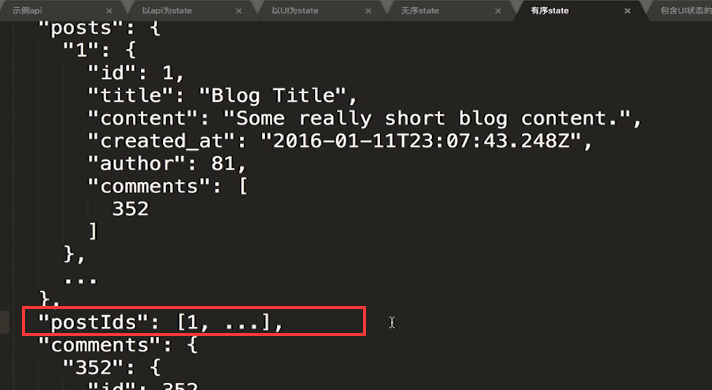 示例api × 以api为state × 以UI为state × 无序state × 有序state × 包含UI状态的
"posts": {
"1": {
"id": 1,
"title": "Blog Title",
"content": "Some really short blog content.",
"created_at": "2016-01-11T23:07:43.248Z",
"author": 81,
"comments": [
352
]
},
...
},
"postIds": [1, ...],
"comments": {
"352": {
"id": 352,